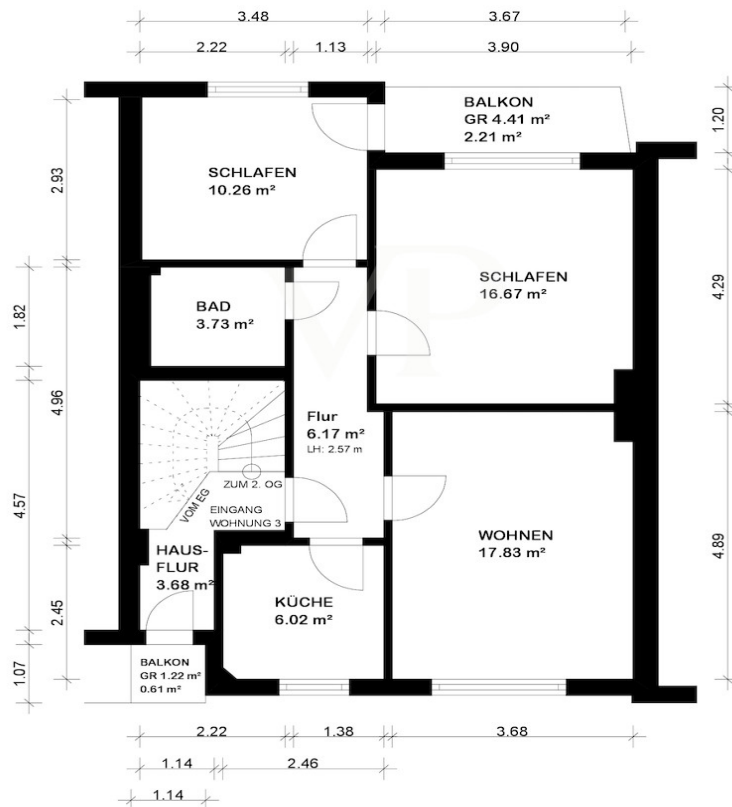 3.48
3.67
2.22
1.13
3.90
BALKON
GR 4.41 m²
2.21 m²
1.20
2.93
SCHLAFEN
10.26 m²
SCHLAFEN
16.67 m²
4.29
VP
BAD
3.73 m²
1.82
4.96
Flur
6.17 m²
LH: 2.57 m
ZUM 2. OG
VOM EG
EINGANG
WOHNUNG 3
4.57
WOHNEN
17.83 m²
4.89
HAUS-
FLUR
3.68 m²
KÜCHE
6.02 m²
2.45
BALKON
GR 1.22 m²
0.61 m²
1.07
2.22
1.38
3.68
1.14
2.46
1.14